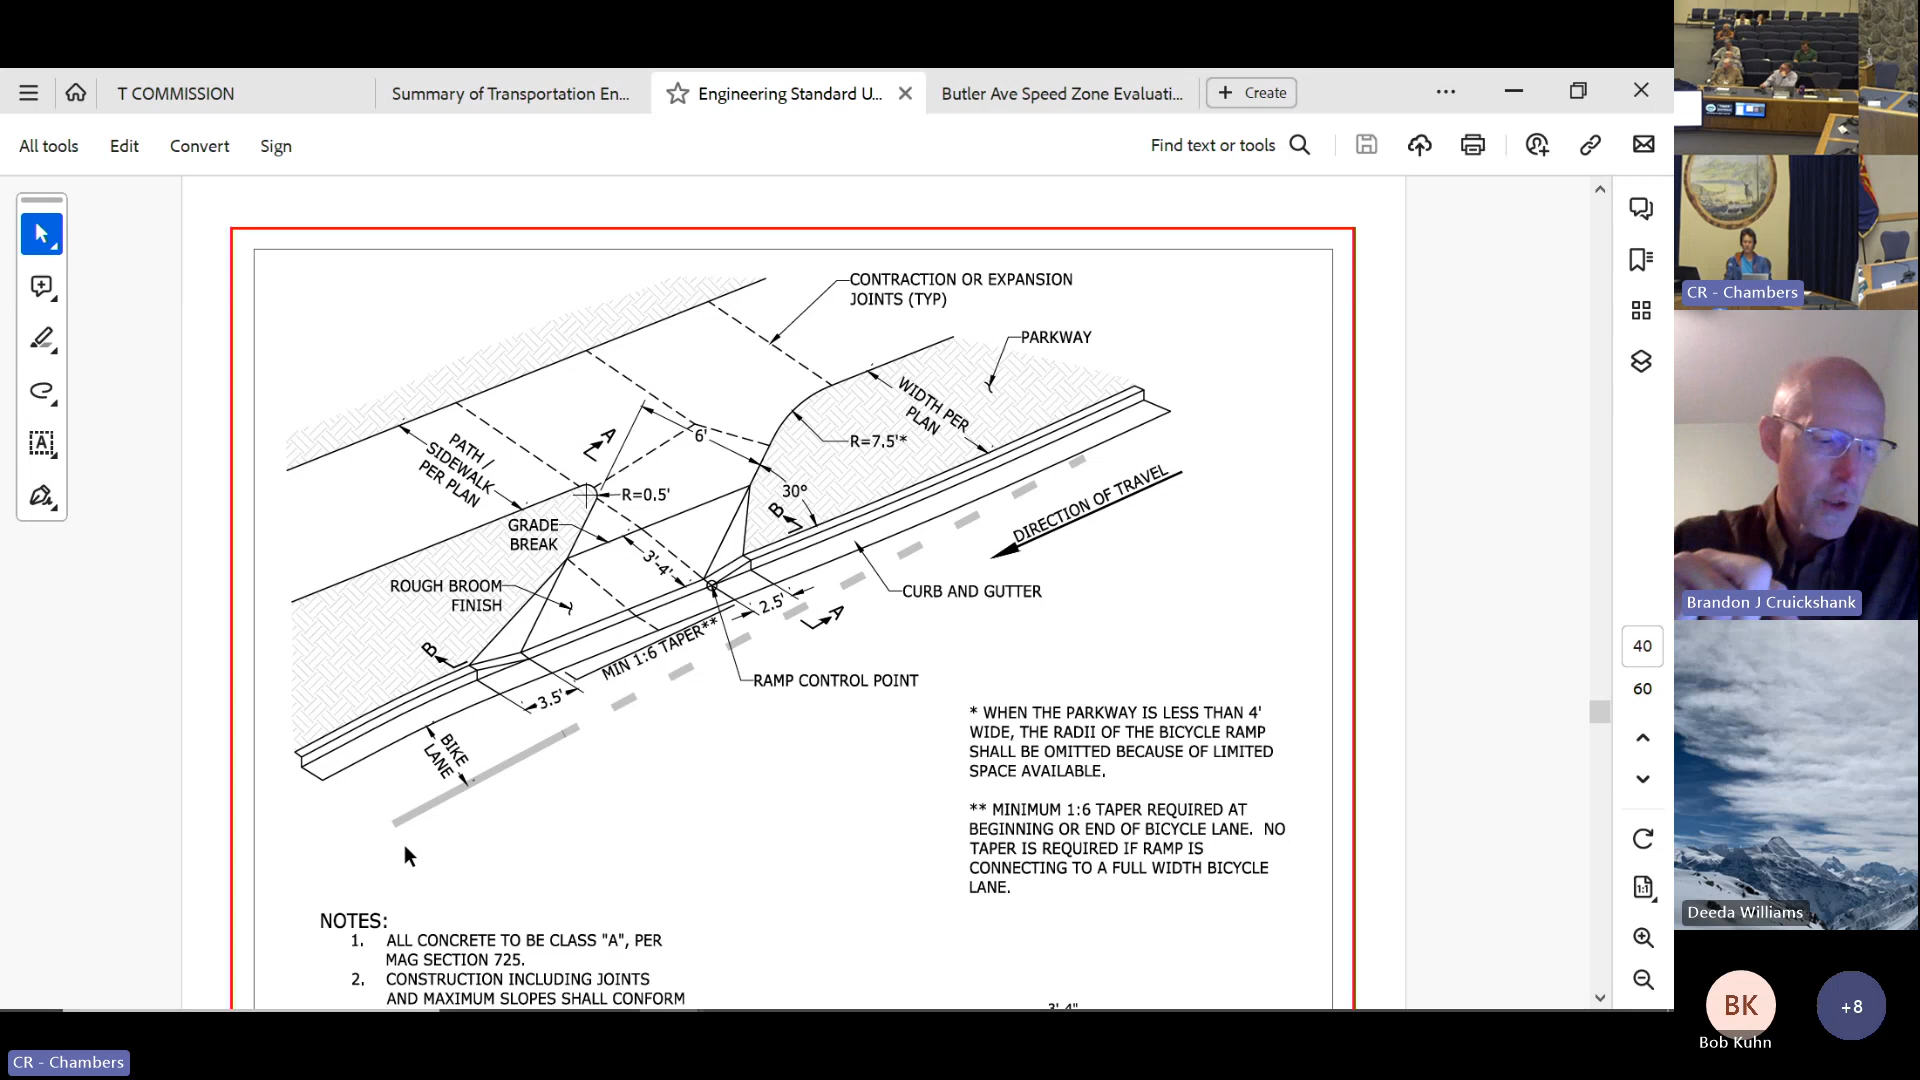 T COMMISSION
Summary of Transportation En...
Engineering Standard U...
Butler Ave Speed Zone Evaluati...
Create
All tools
Edit
Convert
Sign
Find text or tools
CONTRACTION OR EXPANSION
JOINTS (TYP)
PARKWAY
WIDTH PER
PLAN
PATH /
SIDEWALK
PER PLAN
A
6'
R=7.5'*
R=0.5'
30°
B
DIRECTION OF TRAVEL
GRADE
BREAK
3'-4'
ROUGH BROOM
FINISH
CURB AND GUTTER
2.5'
A
MIN 1:6 TAPER**
B
RAMP CONTROL POINT
3.5'
BIKE
LANE
* WHEN THE PARKWAY IS LESS THAN 4'
WIDE, THE RADII OF THE BICYCLE RAMP
SHALL BE OMITTED BECAUSE OF LIMITED
SPACE AVAILABLE.
** MINIMUM 1:6 TAPER REQUIRED AT
BEGINNING OR END OF BICYCLE LANE. NO
TAPER IS REQUIRED IF RAMP IS
CONNECTING TO A FULL WIDTH BICYCLE
LANE.
NOTES:
1. ALL CONCRETE TO BE CLASS "A", PER
MAG SECTION 725.
2. CONSTRUCTION INCLUDING JOINTS
AND MAXIMUM SLOPES SHALL CONFORM
3'-4"
40
60
1:1
CR - Chambers
Brandon J Cruickshank
Deeda Williams
BK
Bob Kuhn
+8
CR - Chambers